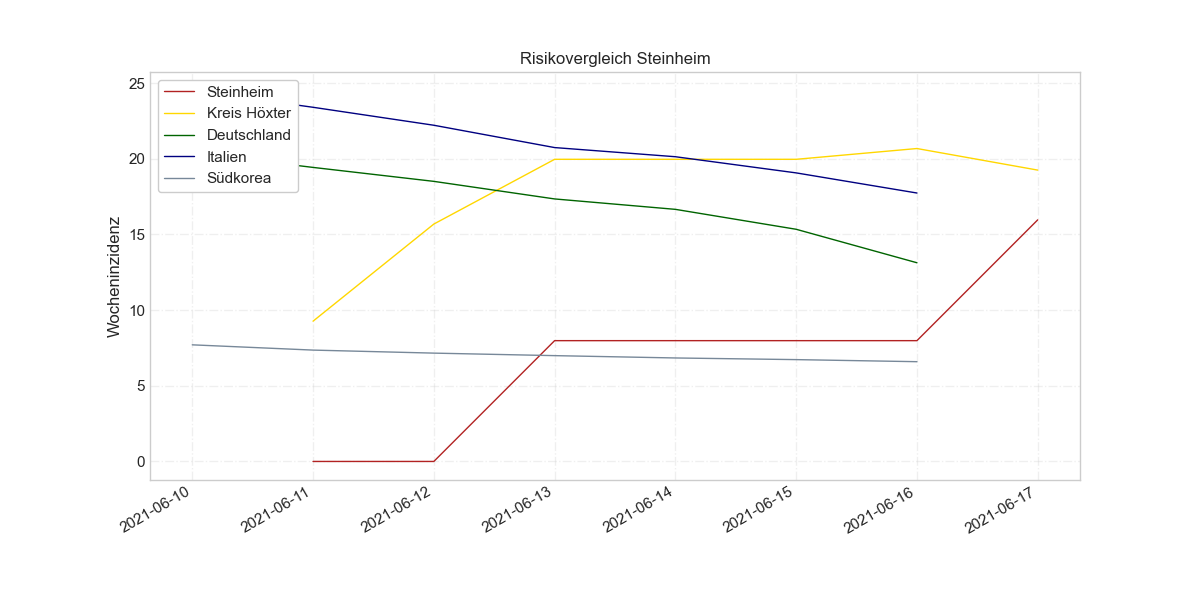 Risikovergleich Steinheim
Steinheim
Kreis Höxter
Deutschland
Italien
Südkorea
Wocheninzidenz
25
20
15
10
5
0
2021-06-10
2021-06-11
2021-06-12
2021-06-13
2021-06-14
2021-06-15
2021-06-16
2021-06-17